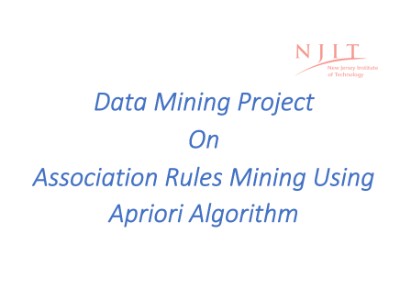 NJIT
New Jersey Institute
of Technology
Data Mining Project
On
Association Rules Mining Using
Apriori Algorithm